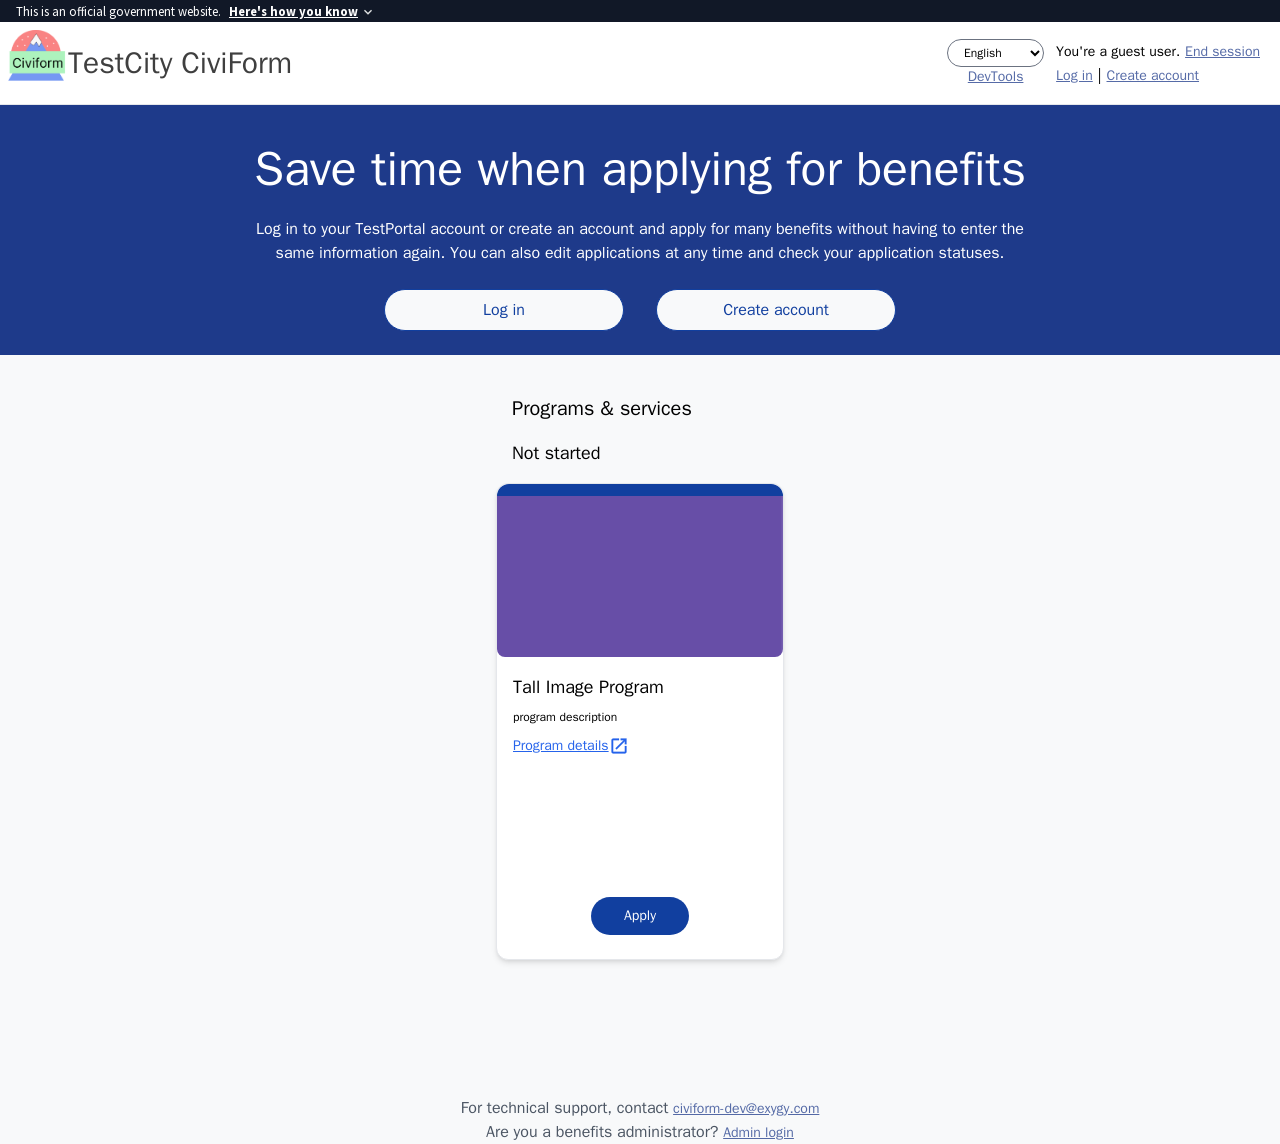 This is an official government website. Here's how you know
Civiform
TestCity CiviForm
English
DevTools
You're a guest user. End session
Log in | Create account
Save time when applying for benefits
Log in to your TestPortal account or create an account and apply for many benefits without having to enter the
same information again. You can also edit applications at any time and check your application statuses.
Log in
Create account
Programs & services
Not started
Tall Image Program
program description
Program details
Apply
For technical support, contact civiform-dev@exygy.com
Are you a benefits administrator? Admin login